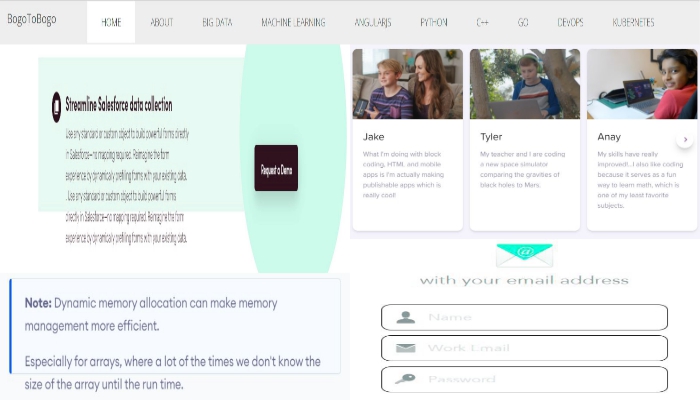 BogoToBogo HOME ABOUT BIG DATA MACHINE LEARNING ANGULARJS PYTHON C++ GO DEVOPS KUBERNETES
Streamline Salesforce data collection
Use any standard or custom object to build powerful forms directly
in Salesforce—no mapping required. Reimagine the form
experience by dynamically prefilling forms with your existing data.
. Use any standard or custom object to build powerful forms
directly in Salesforce—no mapping required. Reimagine the form
experience by dynamically prefilling forms with your existing data.
Request a Demo
Jake
What I'm doing with block
coding, HTML and mobile
apps is I'm actually making
publishable apps which is
really cool!
Tyler
My teacher and I are coding
a new space simulator
comparing the gravities of
black holes to Mars.
Anay
My skills have really
improved!...I also like coding
because it serves as a fun
way to learn math, which is
one of my least favorite
subjects.
Note: Dynamic memory allocation can make memory
management more efficient.
Especially for arrays, where a lot of the times we don't know the
size of the array until the run time.
@
with your email address
Name
Work Email
Password